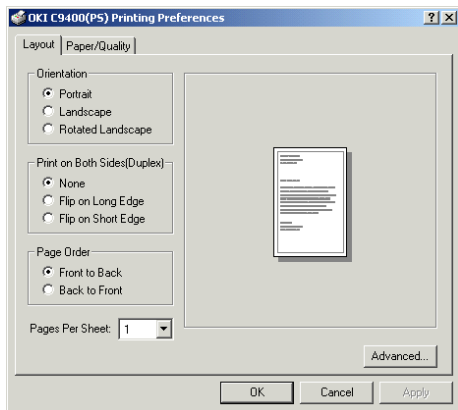 OKI C9400(PS) Printing Preferences
Layout
Paper/Quality
Orientation
Portrait
Landscape
Rotated Landscape
Print on Both Sides(Duplex)
None
Flip on Long Edge
Flip on Short Edge
Page Order
Front to Back
Back to Front
Pages Per Sheet: 1
Advanced...
OK
Cancel
Apply